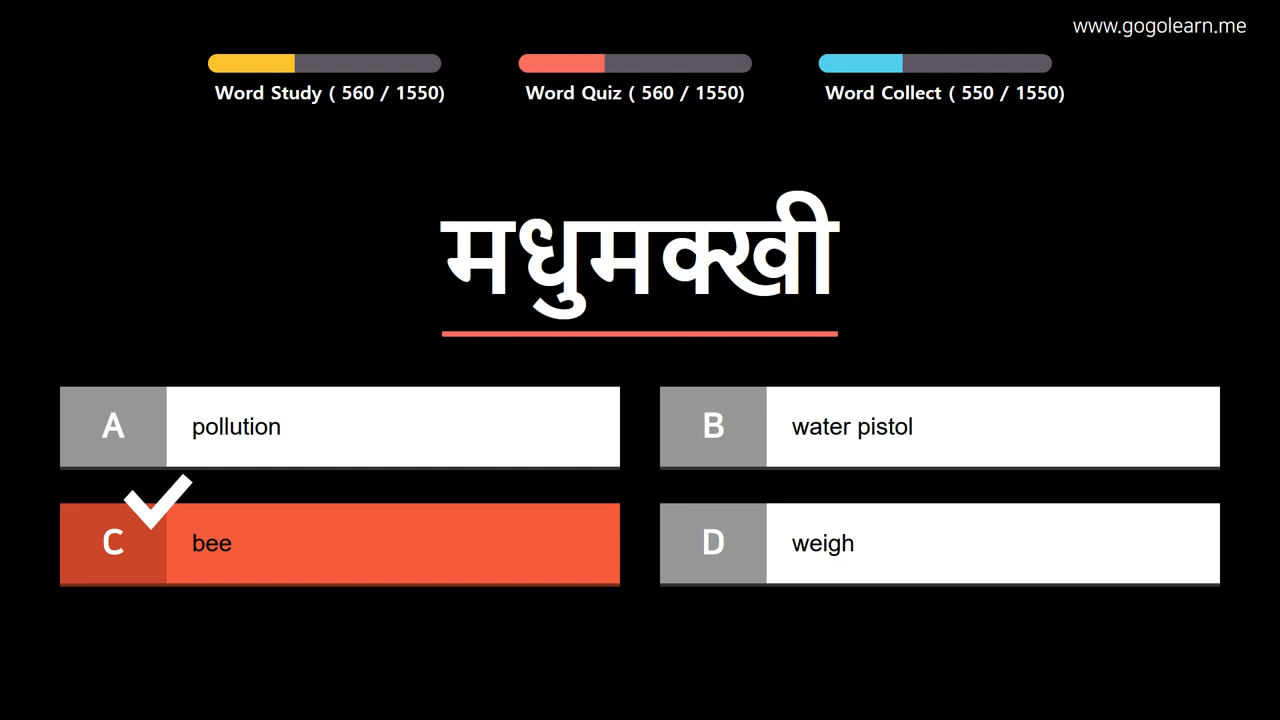 www.gogolearn.me
Word Study ( 560 / 1550)
Word Quiz ( 560 / 1550)
Word Collect ( 550 / 1550)
मधुमक्खी
A pollution
B water pistol
C bee
D weigh